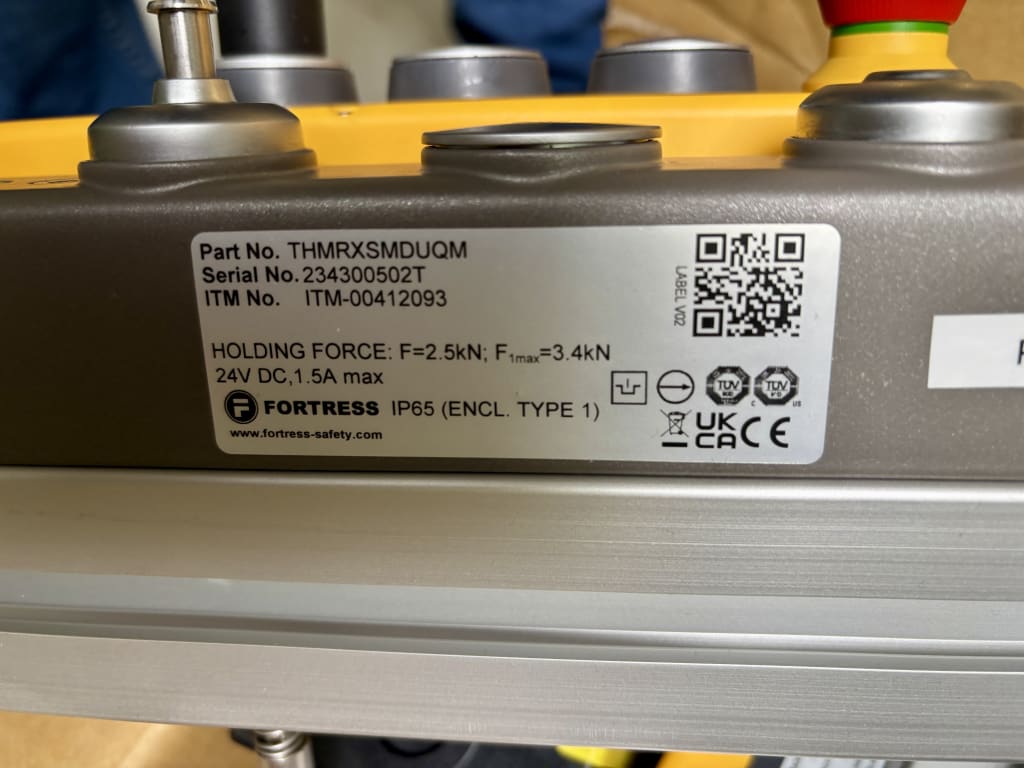 Part No. THMRXSMDUQM
Serial No. 234300502T
ITM No. ITM-00412093
LABEL V02
HOLDING FORCE: F=2.5kN; F1max=3.4kN
24V DC,1.5A max
FORTRESS IP65 (ENCL. TYPE 1)
www.fortress-safety.com
TÜV TÜV
C US
UK
CA CE